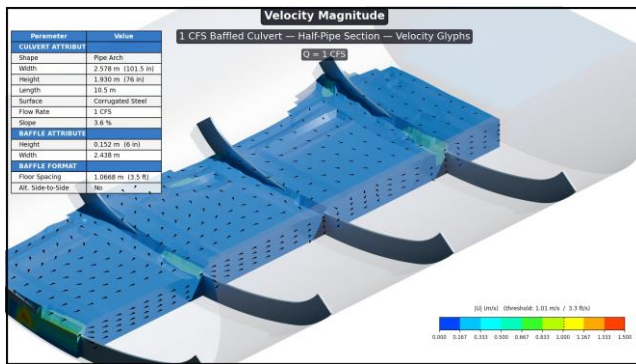 Velocity Magnitude
1 CFS Baffled Culvert — Half-Pipe Section — Velocity Glyphs
Q = 1 CFS
Parameter Value
CULVERT ATTRIBUT
Shape Pipe Arch
Width 2.578 m (101.5 in)
Height 1.930 m (76 in)
Length 10.5 m
Surface Corrugated Steel
Flow Rate 1 CFS
Slope 3.6 %
BAFFLE ATTRIBUTE
Height 0.152 m (6 in)
Width 2.438 m
BAFFLE FORMAT
Floor Spacing 1.0668 m (3.5 ft)
Alt. Side-to-Side No
|U| (m/s) (threshold: 1.01 m/s / 3.3 ft/s)
0.000 0.167 0.333 0.500 0.667 0.833 1.000 1.167 1.333 1.500